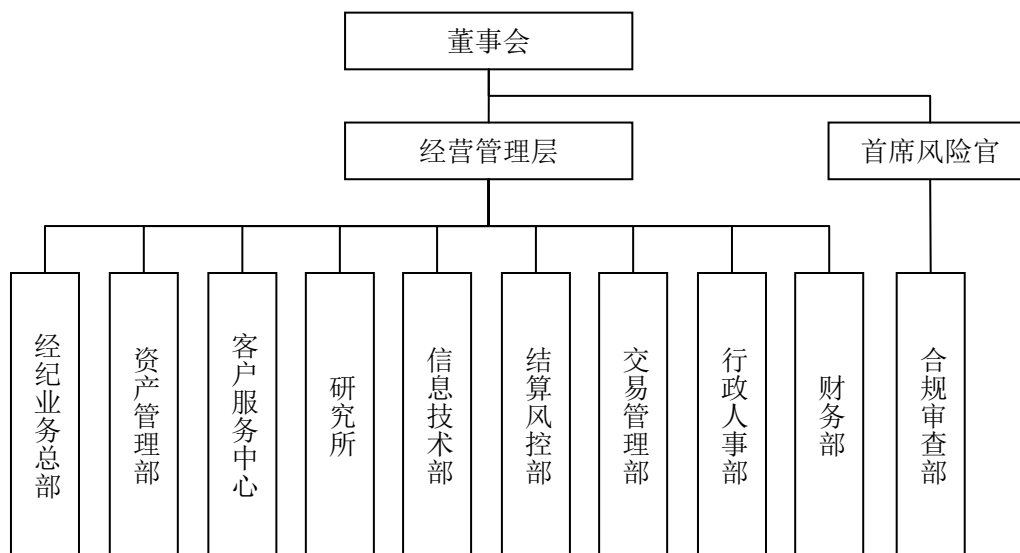 董事会
经营管理层
首席风险官
经纪业务总部
资产管理部
客户服务中心
研究所
信息技术部
结算风控部
交易管理部
行政人事部
财务部
合规审查部